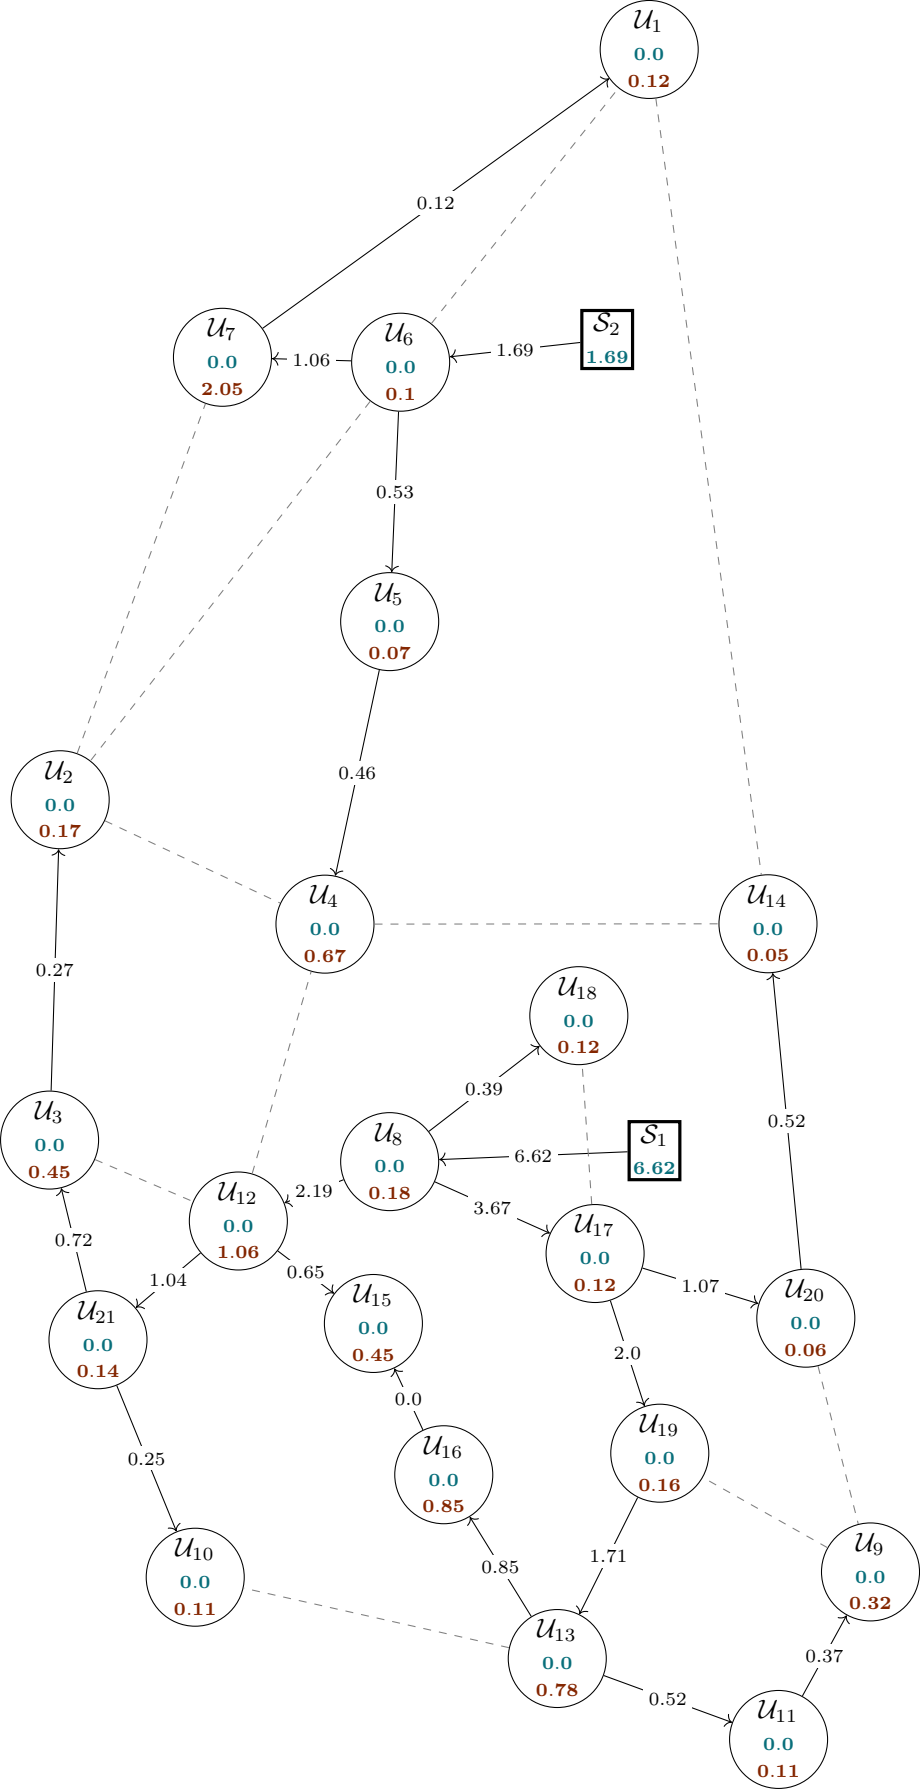 𝒰₁
0.0
0.12
0.12
𝒰₇
0.0
2.05
1.06
𝒰₆
0.0
0.1
1.69
𝒮₂
1.69
0.53
𝒰₅
0.0
0.07
0.46
𝒰₂
0.0
0.17
𝒰₄
0.0
0.67
𝒰₁₄
0.0
0.05
0.27
𝒰₁₈
0.0
0.12
0.39
0.52
𝒰₃
0.0
0.45
𝒰₈
0.0
0.18
6.62
𝒮₁
6.62
𝒰₁₂
0.0
1.06
2.19
3.67
𝒰₁₇
0.0
0.12
0.72
1.04
0.65
1.07
𝒰₂₁
0.0
0.14
𝒰₁₅
0.0
0.45
2.0
𝒰₂₀
0.0
0.06
0.0
0.25
𝒰₁₆
0.0
0.85
𝒰₁₉
0.0
0.16
𝒰₁₀
0.0
0.11
0.85
1.71
𝒰₉
0.0
0.32
𝒰₁₃
0.0
0.78
0.37
0.52
𝒰₁₁
0.0
0.11